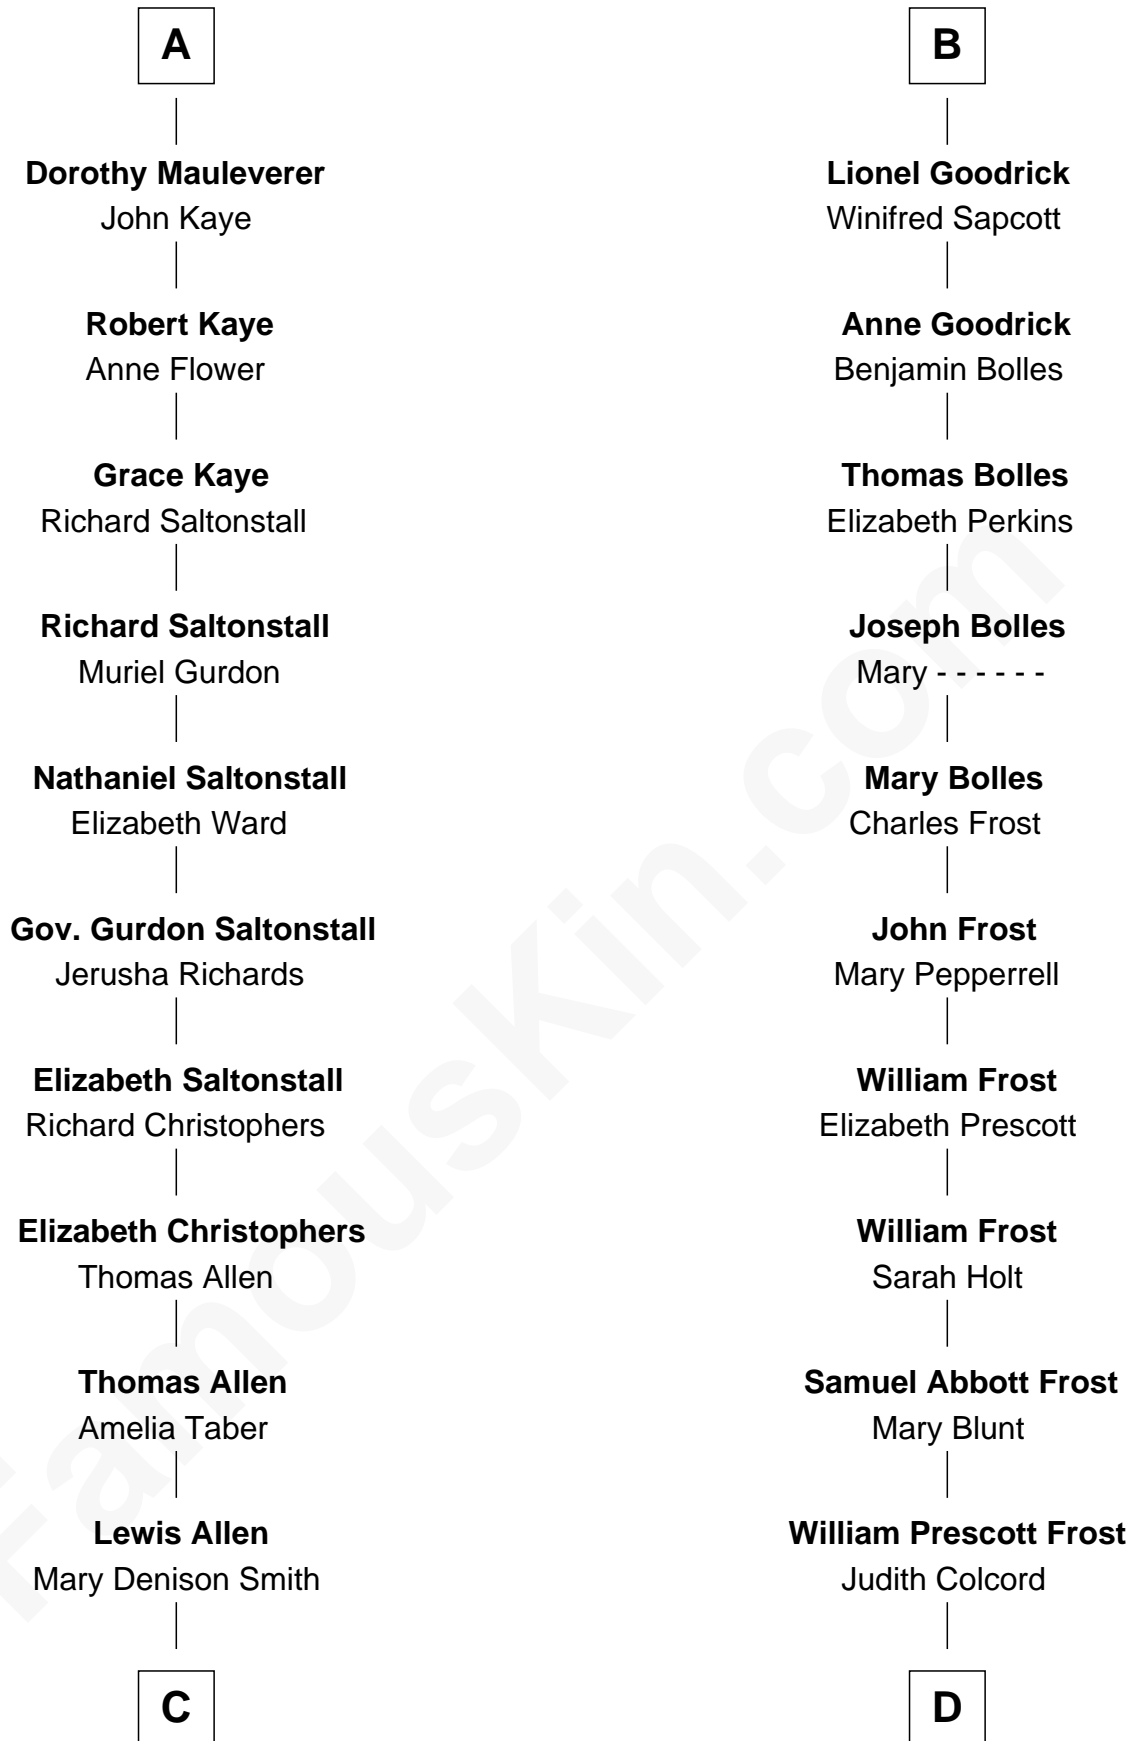 A
Dorothy Mauleverer
John Kaye
Robert Kaye
Anne Flower
Grace Kaye
Richard Saltonstall
Richard Saltonstall
Muriel Gurdon
Nathaniel Saltonstall
Elizabeth Ward
Gov. Gurdon Saltonstall
Jerusha Richards
Elizabeth Saltonstall
Richard Christophers
Elizabeth Christophers
Thomas Allen
Thomas Allen
Amelia Taber
Lewis Allen
Mary Denison Smith
C
B
Lionel Goodrick
Winifred Sapcott
Anne Goodrick
Benjamin Bolles
Thomas Bolles
Elizabeth Perkins
Joseph Bolles
Mary - - - - - -
Mary Bolles
Charles Frost
John Frost
Mary Pepperrell
William Frost
Elizabeth Prescott
William Frost
Sarah Holt
Samuel Abbott Frost
Mary Blunt
William Prescott Frost
Judith Colcord
D
FamousKin.com